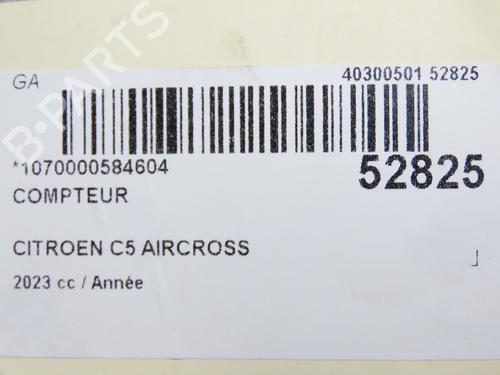 GA
40300501 52825
*1070000584604
52825
COMPTEUR
CITROEN C5 AIRCROSS
2023 cc / Année
B-PARTS